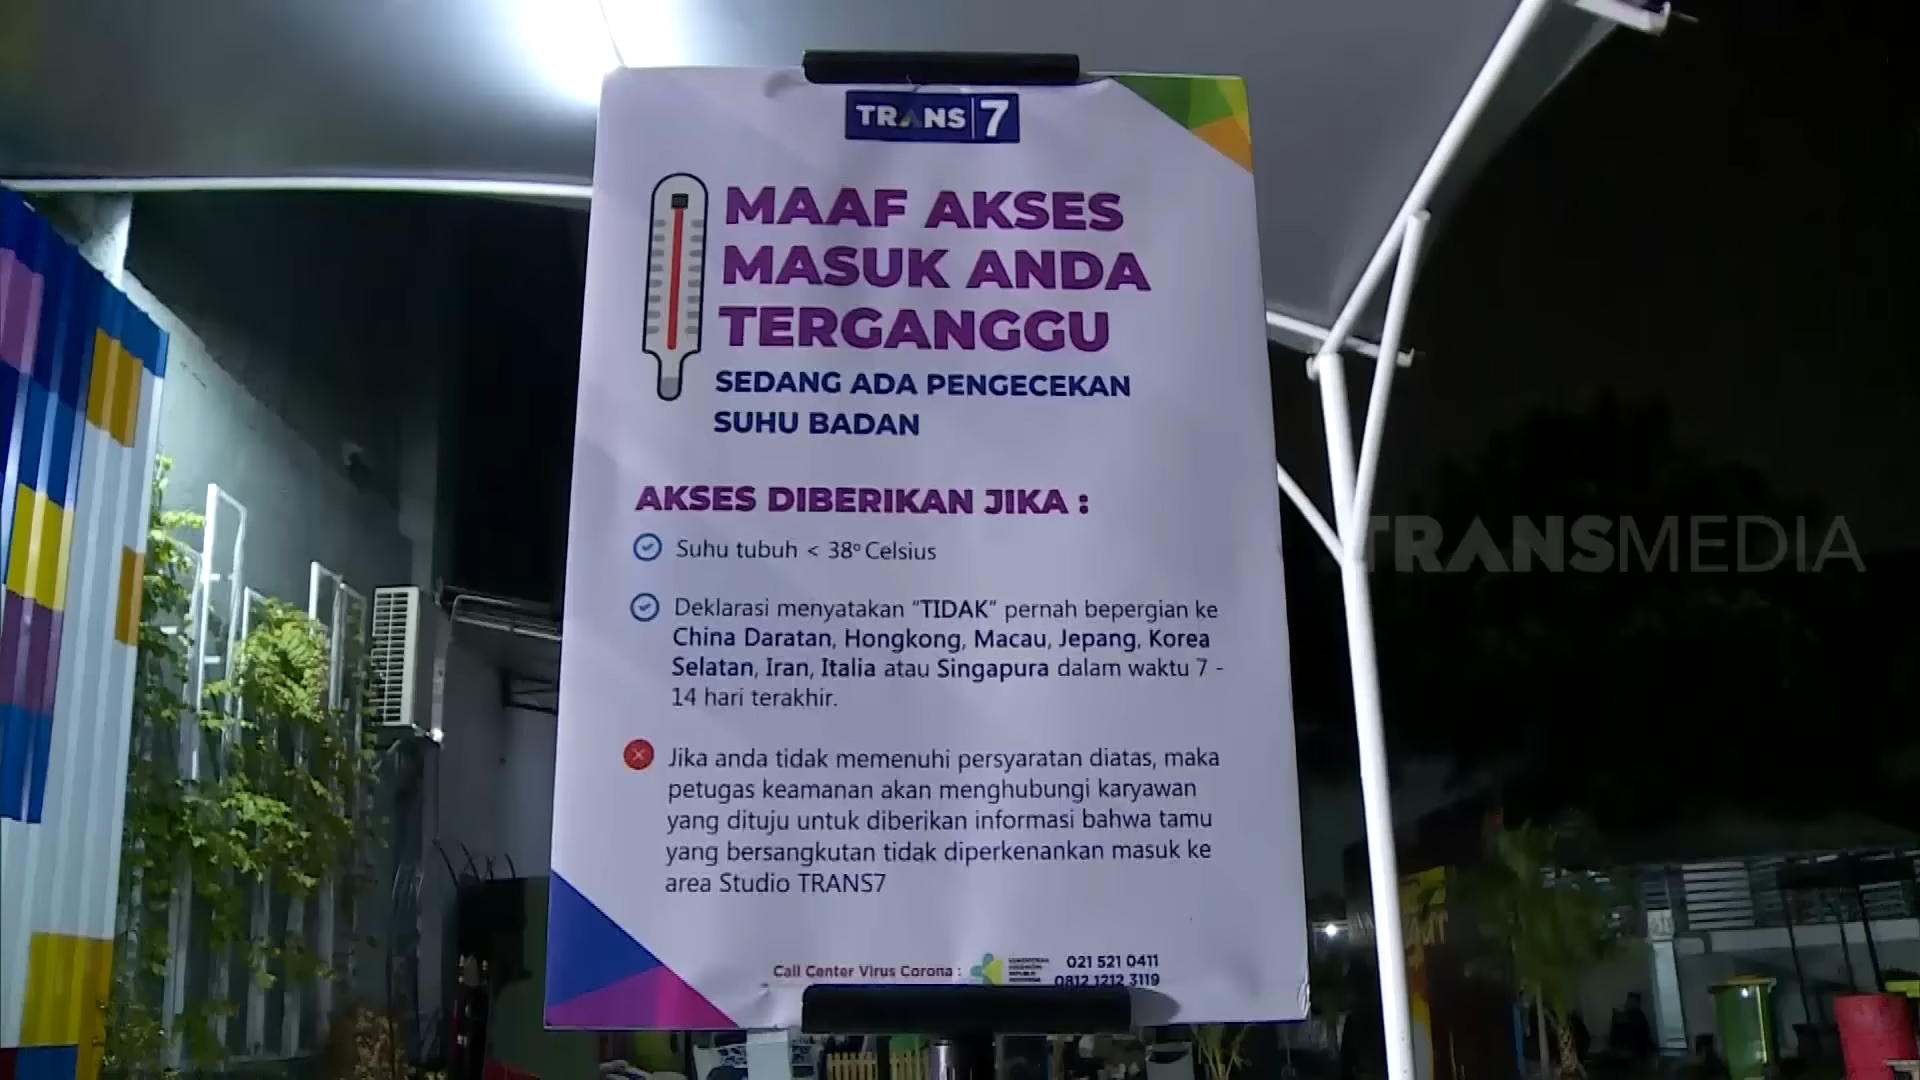 TRANS 7
MAAF AKSES
MASUK ANDA
TERGANGGU
SEDANG ADA PENGECEKAN
SUHU BADAN
AKSES DIBERIKAN JIKA :
Suhu tubuh < 38° Celsius
Deklarasi menyatakan "TIDAK" pernah bepergian ke
China Daratan, Hongkong, Macau, Jepang, Korea
Selatan, Iran, Italia atau Singapura dalam waktu 7 -
14 hari terakhir.
Jika anda tidak memenuhi persyaratan diatas, maka
petugas keamanan akan menghubungi karyawan
yang dituju untuk diberikan informasi bahwa tamu
yang bersangkutan tidak diperkenankan masuk ke
area Studio TRANS7
Call Center Virus Corona :
021 521 0411
0812 1212 3119
TRANSMEDIA